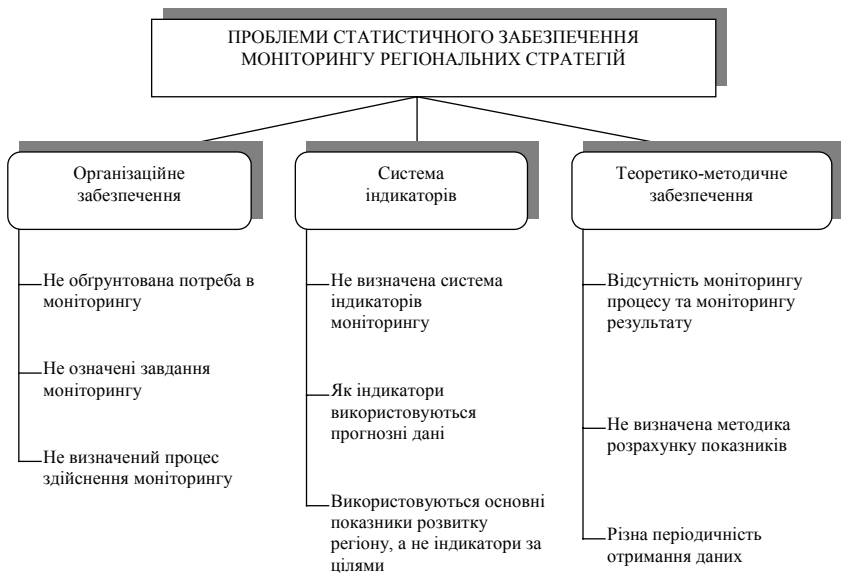 ПРОБЛЕМИ СТАТИСТИЧНОГО ЗАБЕЗПЕЧЕННЯ
МОНІТОРИНГУ РЕГІОНАЛЬНИХ СТРАТЕГІЙ
Організаційне
забезпечення
Не обґрунтована потреба в
моніторингу
Не означені завдання
моніторингу
Не визначений процес
здійснення моніторингу
Система
індикаторів
Не визначена система
індикаторів
моніторингу
Як індикатори
використовуються
прогнозні дані
Використовуються основні
показники розвитку
регіону, а не індикатори за
цілями
Теоретико-методичне
забезпечення
Відсутність моніторингу
процесу та моніторингу
результату
Не визначена методика
розрахунку показників
Різна періодичність
отримання даних